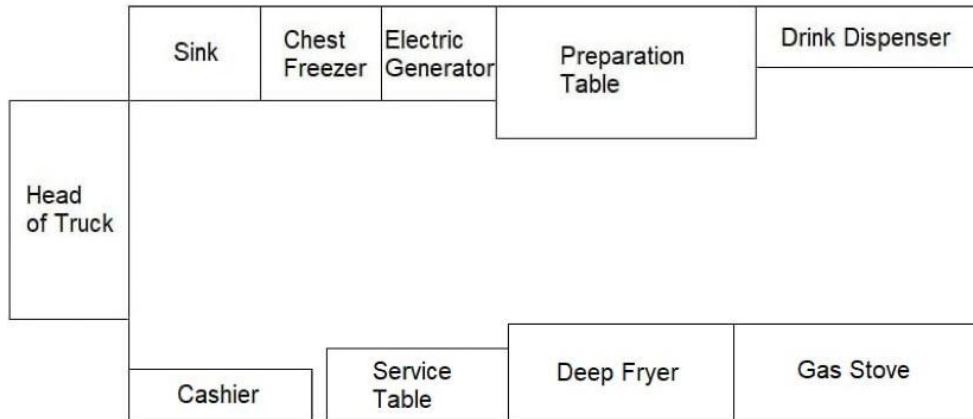 Sink
Chest
Freezer
Electric
Generator
Preparation
Table
Drink Dispenser
Head
of Truck
Cashier
Service
Table
Deep Fryer
Gas Stove